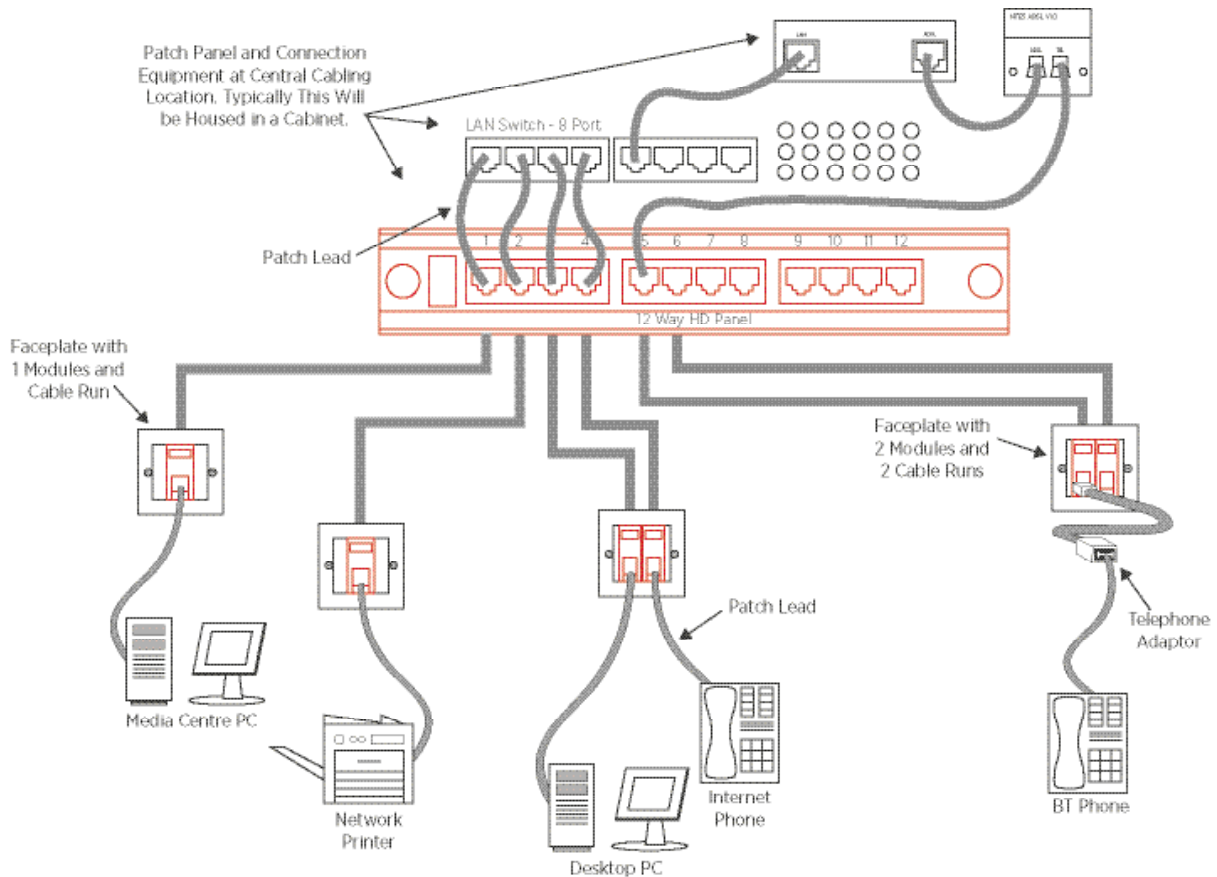 Patch Panel and Connection
Equipment at Central Cabling
Location. Typically This Will
be Housed in a Cabinet.
LAN
ADSL
TEL
LAN Switch - 8 Port
Patch Lead
1 2 3 4 5 6 7 8 9 10 11 12
12 Way HD Panel
Faceplate with
1 Modules and
Cable Run
Faceplate with
2 Modules and
2 Cable Runs
Patch Lead
Telephone
Adaptor
Media Centre PC
Network
Printer
Internet
Phone
Desktop PC
BT Phone